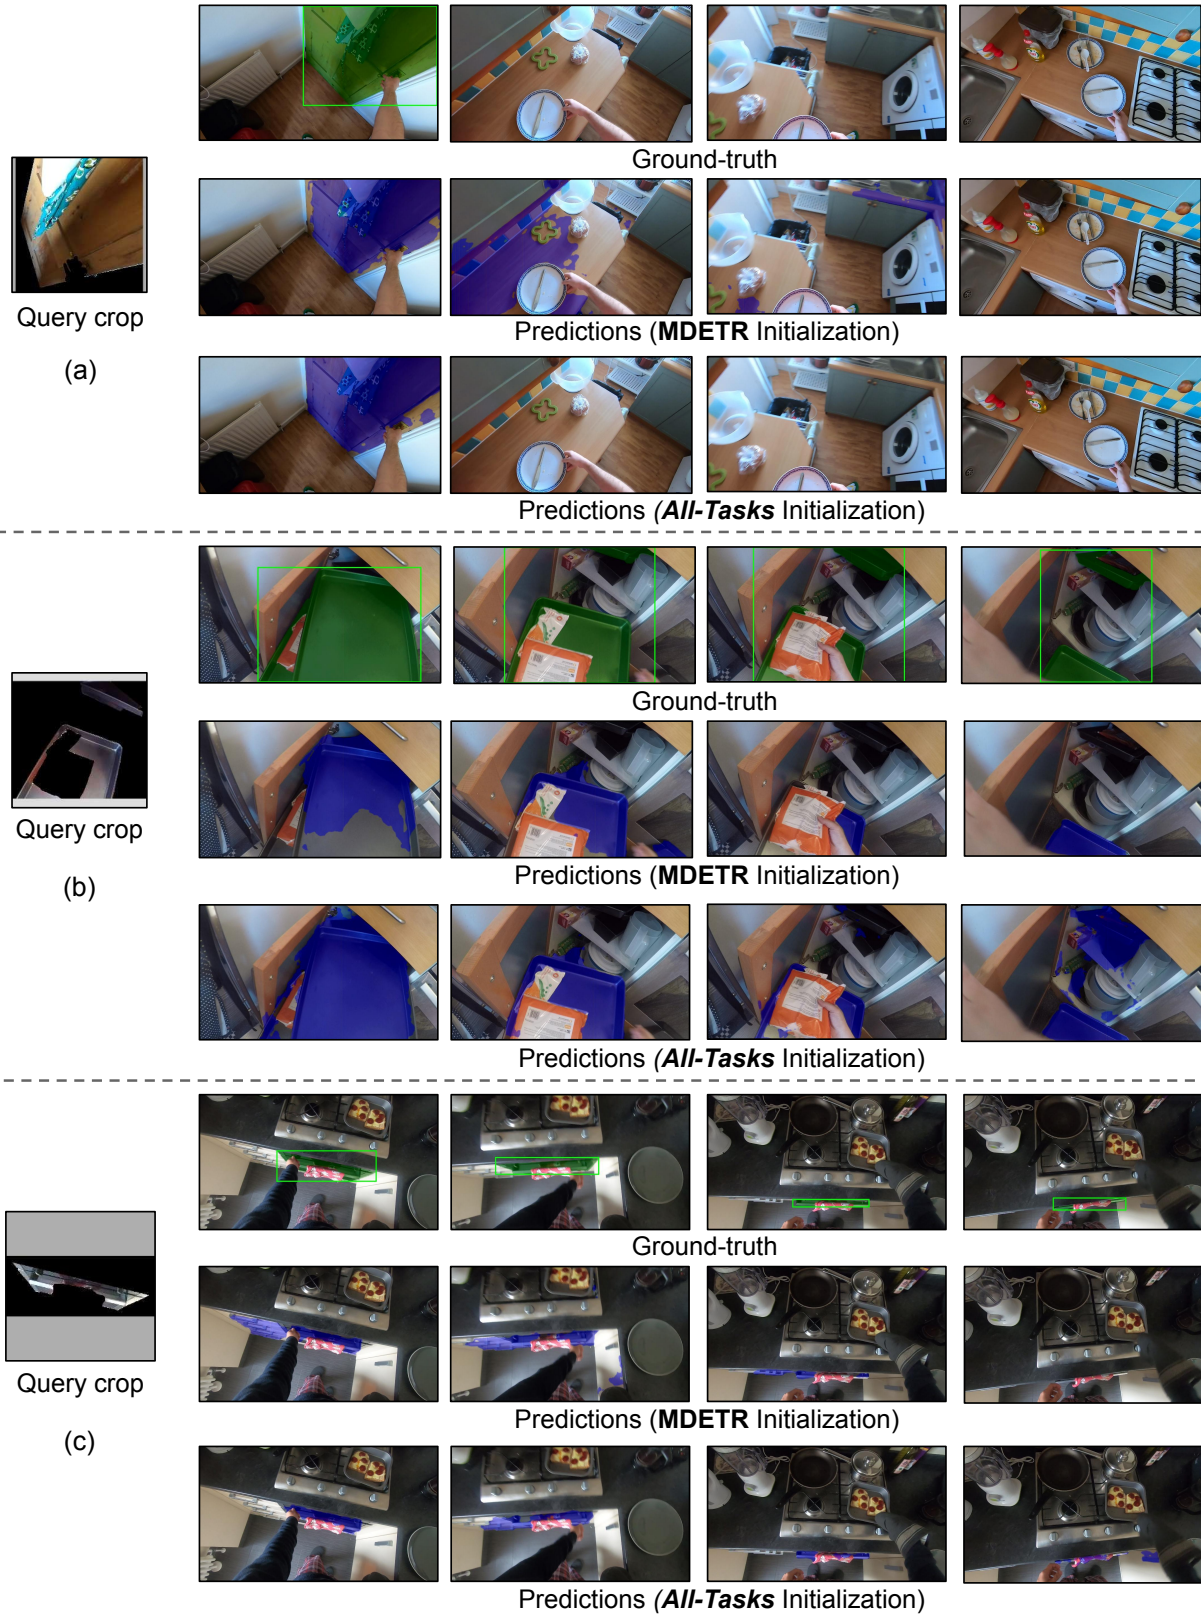 Ground-truth
Query crop
Predictions (MDETR Initialization)
(a)
Predictions (All-Tasks Initialization)
Ground-truth
Query crop
Predictions (MDETR Initialization)
(b)
Predictions (All-Tasks Initialization)
Ground-truth
Query crop
Predictions (MDETR Initialization)
(c)
Predictions (All-Tasks Initialization)